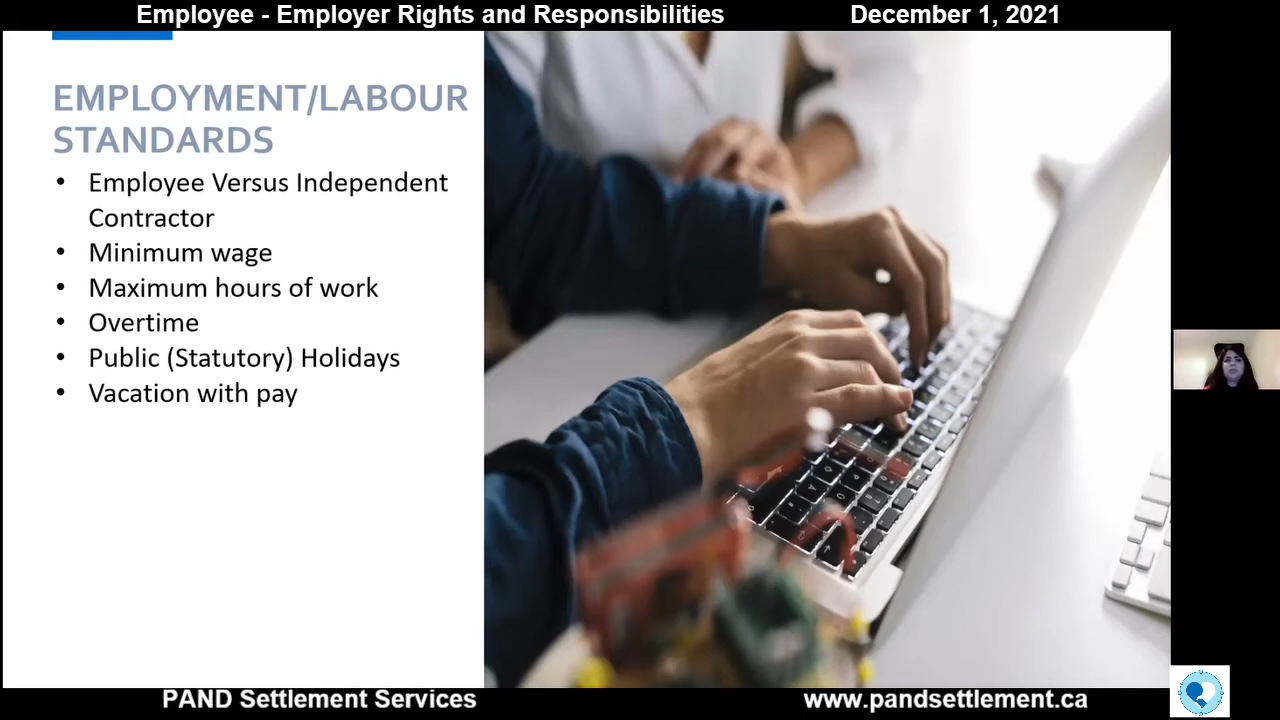 Employee - Employer Rights and Responsibilities December 1, 2021
EMPLOYMENT/LABOUR
STANDARDS
• Employee Versus Independent
Contractor
• Minimum wage
• Maximum hours of work
• Overtime
• Public (Statutory) Holidays
• Vacation with pay
PAND Settlement Services www.pandsettlement.ca